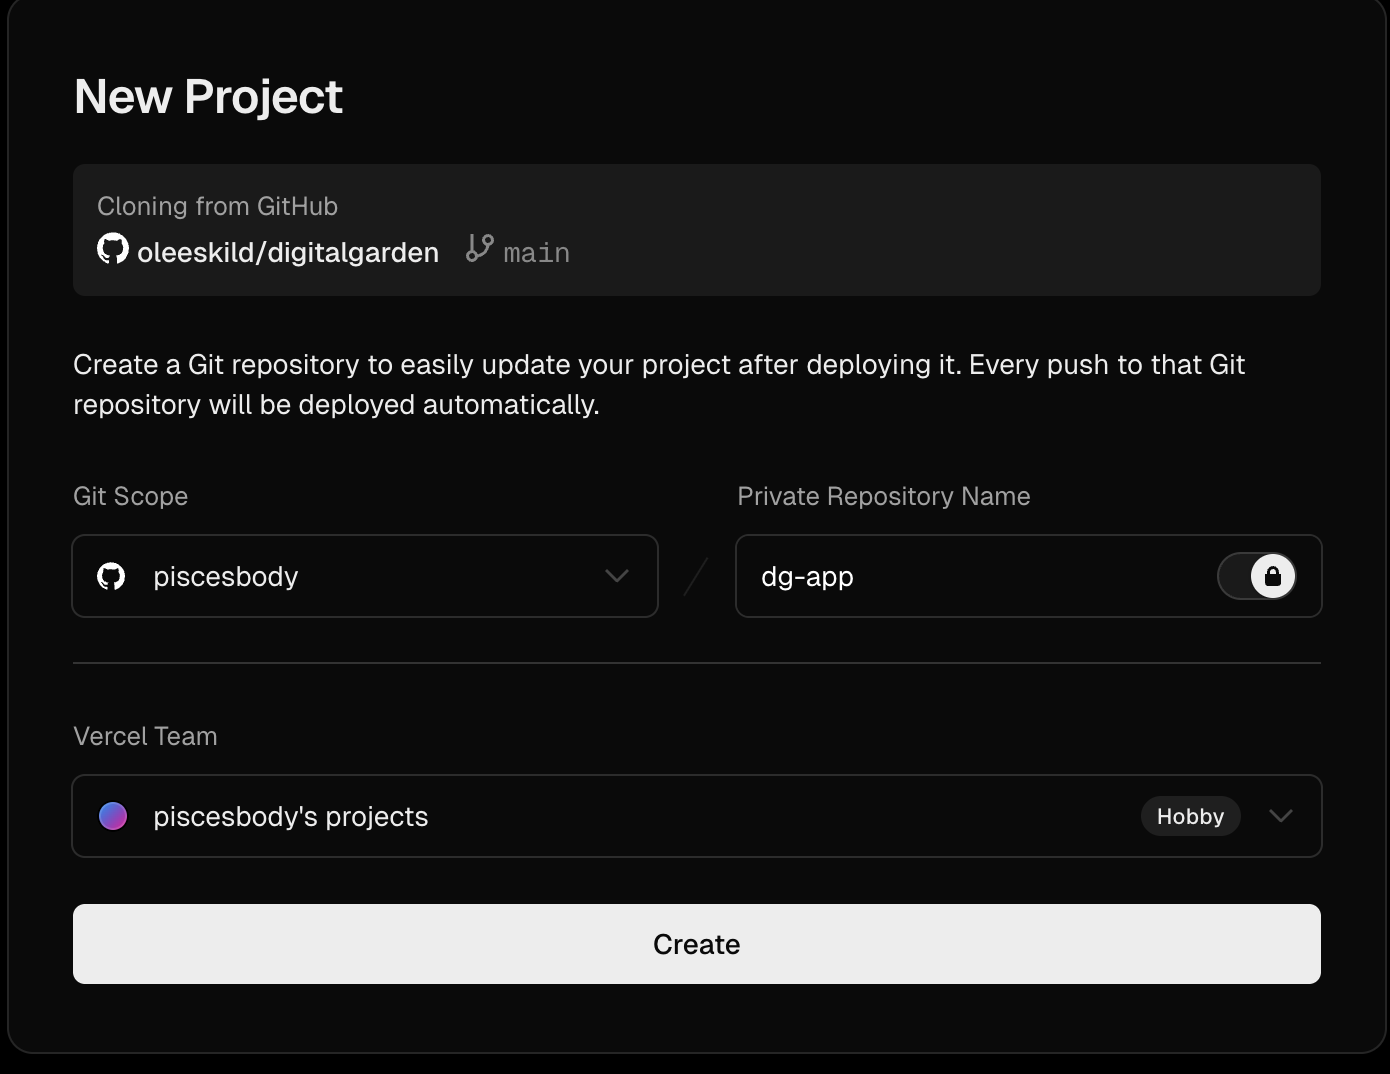 New Project
Cloning from GitHub
oleeskild/digitalgarden main
Create a Git repository to easily update your project after deploying it. Every push to that Git
repository will be deployed automatically.
Git Scope
Private Repository Name
piscesbody
/
dg-app
Vercel Team
piscesbody's projects
Hobby
Create